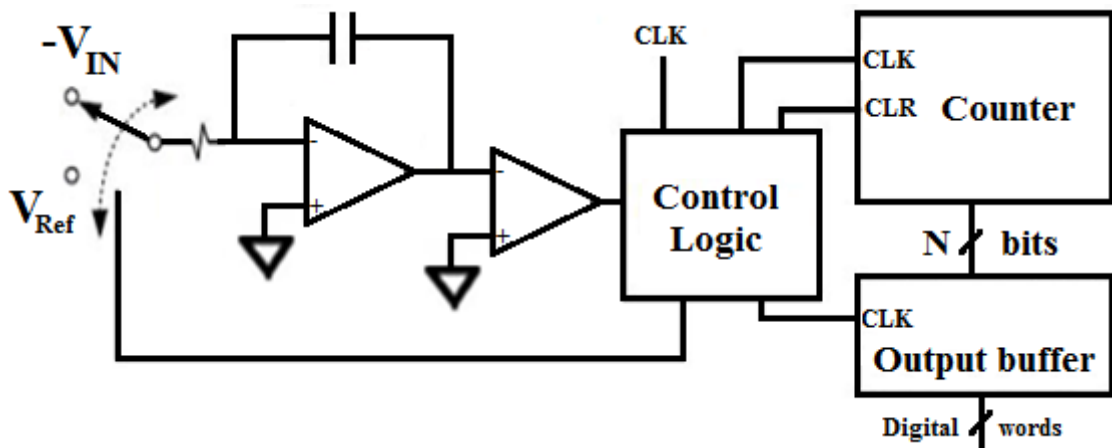 -VIN
VRef
-
+
-
+
CLK
Control
Logic
CLK
CLR
Counter
N bits
CLK
Output buffer
Digital words